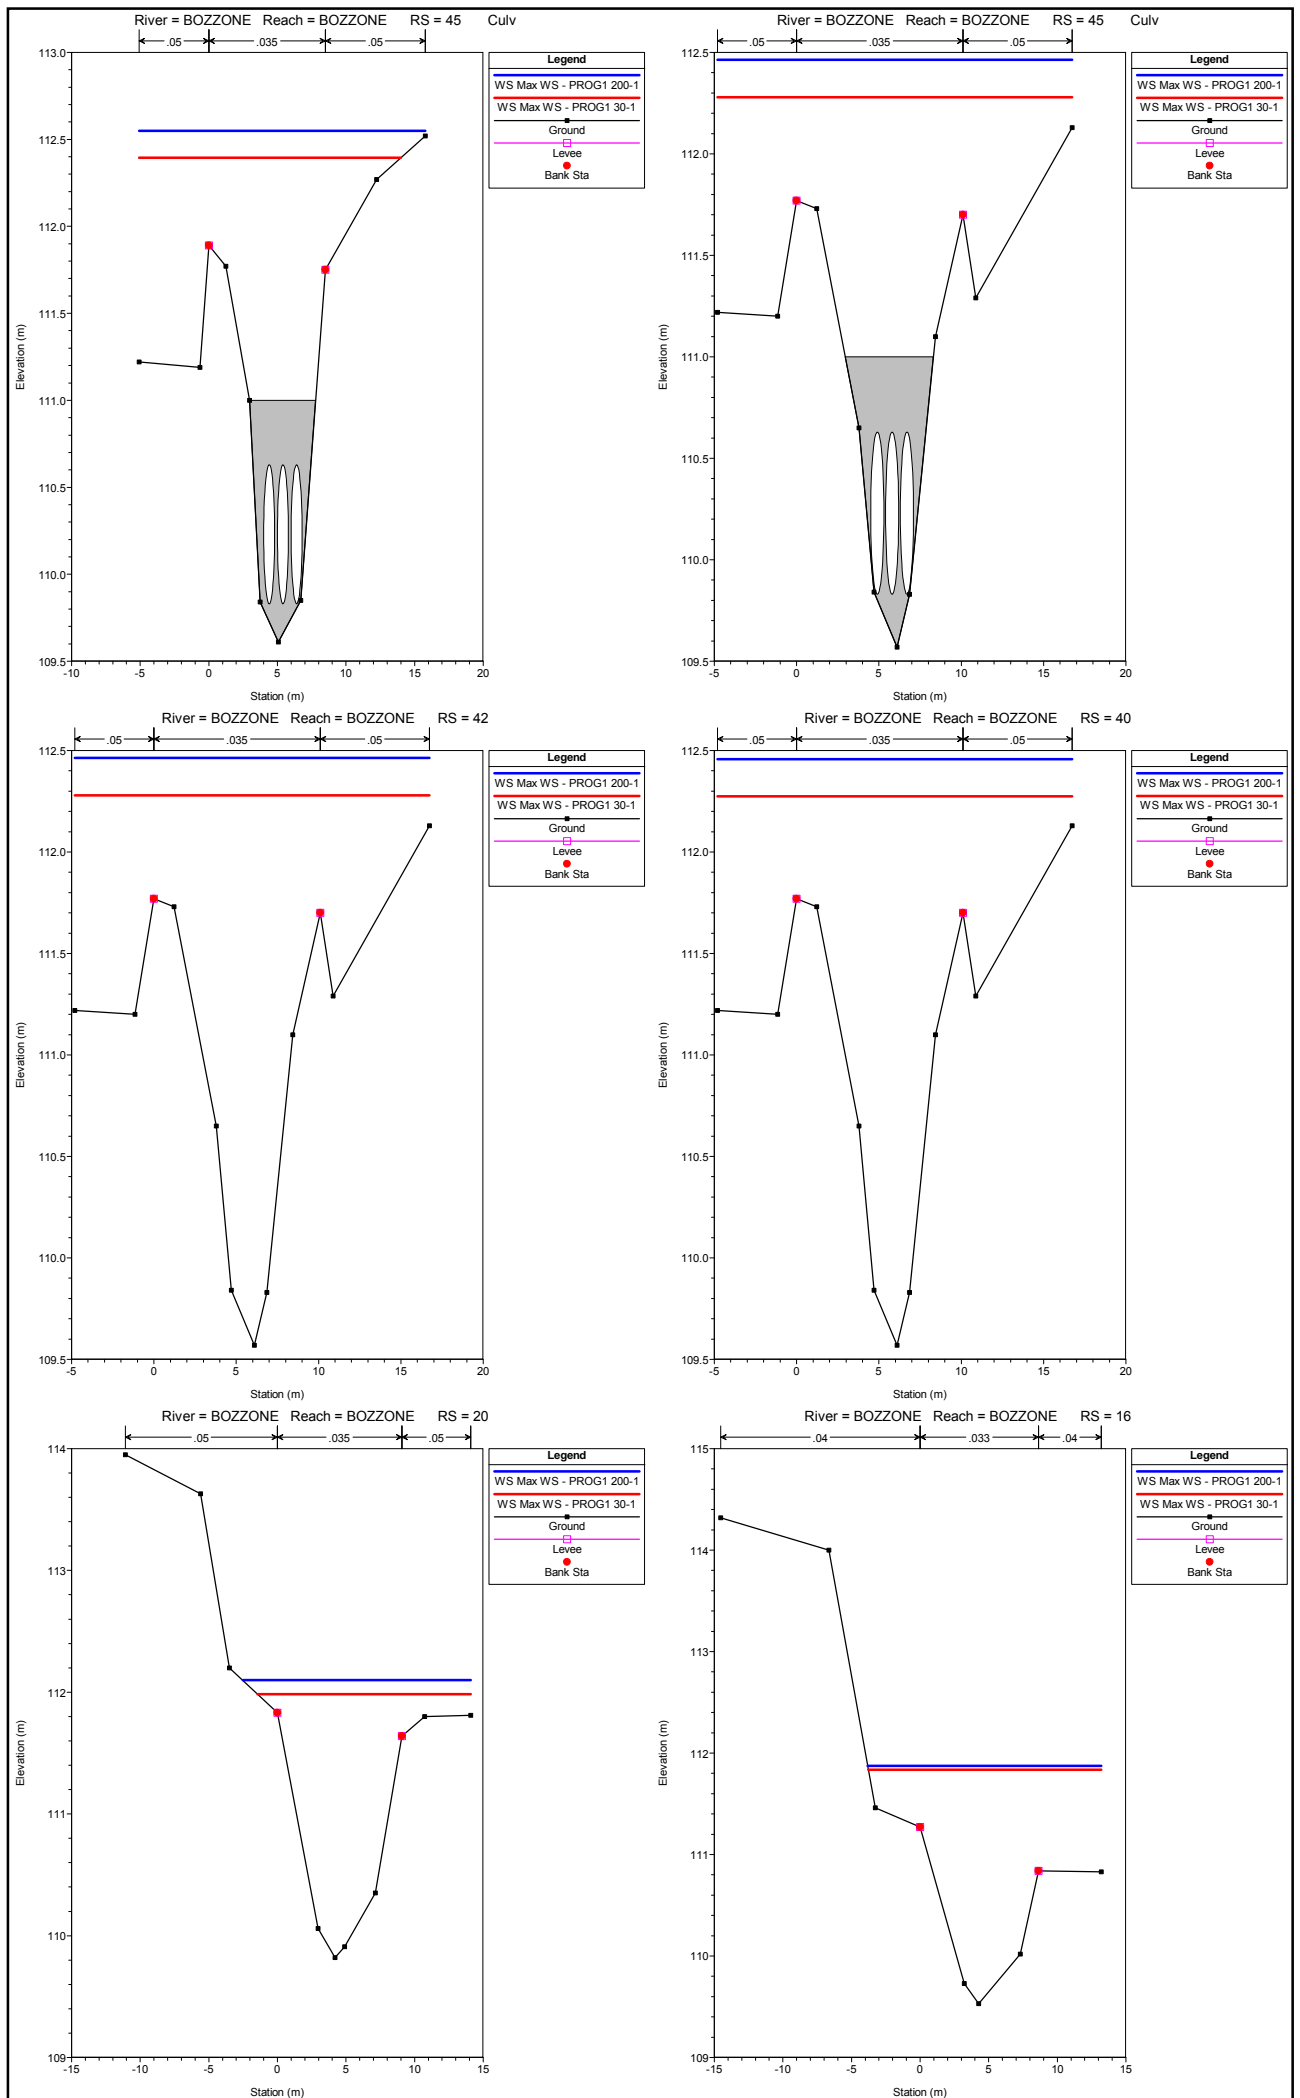 River = BOZZONE Reach = BOZZONE RS = 45 Culv
.05 .035 .05
113.0
112.5
112.0
111.5
111.0
110.5
110.0
109.5
Elevation (m)
-10 -5 0 5 10 15 20
Station (m)
Legend
WS Max WS - PROG1 200-1
WS Max WS - PROG1 30-1
Ground
Levee
Bank Sta
River = BOZZONE Reach = BOZZONE RS = 45 Culv
.05 .035 .05
112.5
112.0
111.5
111.0
110.5
110.0
109.5
Elevation (m)
-5 0 5 10 15 20
Station (m)
Legend
WS Max WS - PROG1 200-1
WS Max WS - PROG1 30-1
Ground
Levee
Bank Sta
River = BOZZONE Reach = BOZZONE RS = 42
.05 .035 .05
112.5
112.0
111.5
111.0
110.5
110.0
109.5
Elevation (m)
-5 0 5 10 15 20
Station (m)
Legend
WS Max WS - PROG1 200-1
WS Max WS - PROG1 30-1
Ground
Levee
Bank Sta
River = BOZZONE Reach = BOZZONE RS = 40
.05 .035 .05
112.5
112.0
111.5
111.0
110.5
110.0
109.5
Elevation (m)
-5 0 5 10 15 20
Station (m)
Legend
WS Max WS - PROG1 200-1
WS Max WS - PROG1 30-1
Ground
Levee
Bank Sta
River = BOZZONE Reach = BOZZONE RS = 20
.05 .035 .05
114
113
112
111
110
109
Elevation (m)
-15 -10 -5 0 5 10 15
Station (m)
Legend
WS Max WS - PROG1 200-1
WS Max WS - PROG1 30-1
Ground
Levee
Bank Sta
River = BOZZONE Reach = BOZZONE RS = 16
.04 .033 .04
115
114
113
112
111
110
109
Elevation (m)
-15 -10 -5 0 5 10 15
Station (m)
Legend
WS Max WS - PROG1 200-1
WS Max WS - PROG1 30-1
Ground
Levee
Bank Sta